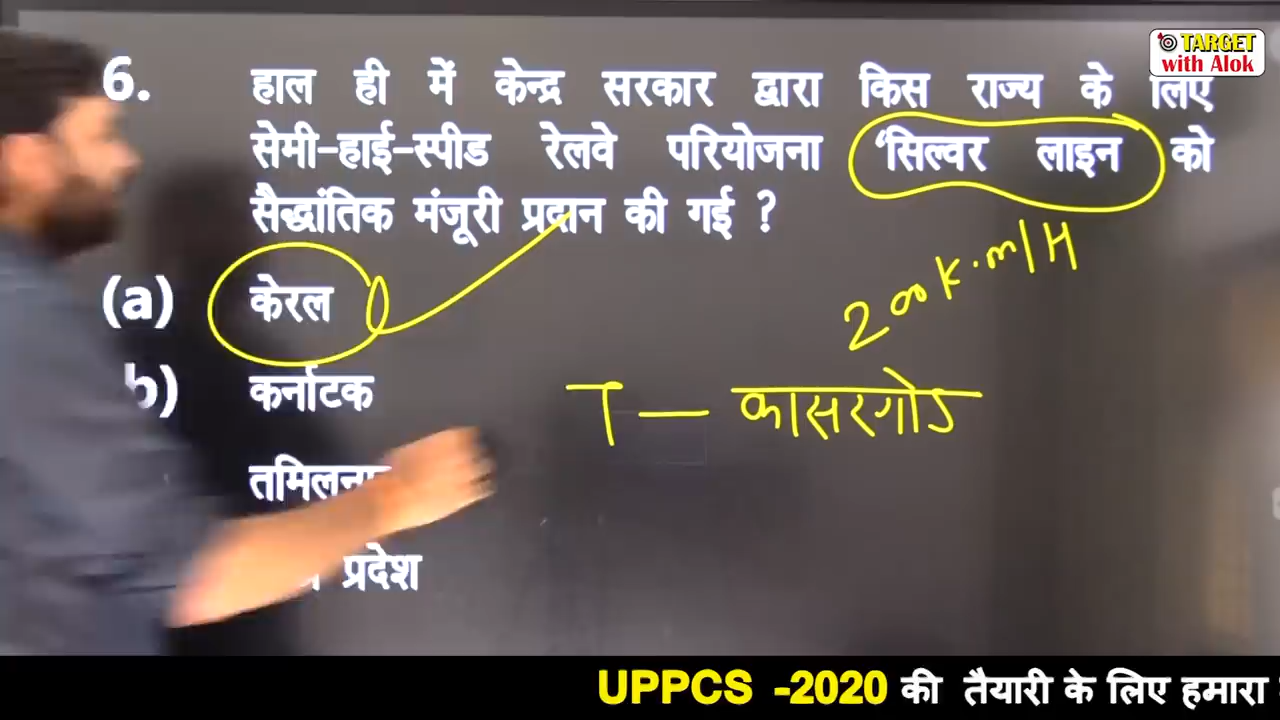 TARGET
with Alok
6. हाल ही में केन्द्र सरकार द्वारा किस राज्य के लिए
सेमी-हाई-स्पीड रेलवे परियोजना 'सिल्वर लाइन को
सैद्धांतिक मंजूरी प्रदान की गई ?
200 K.m/H
(a) केरल
b) कर्नाटक
T — कासरगोड
प्रदेश
UPPCS -2020 की तैयारी के लिए हमारा